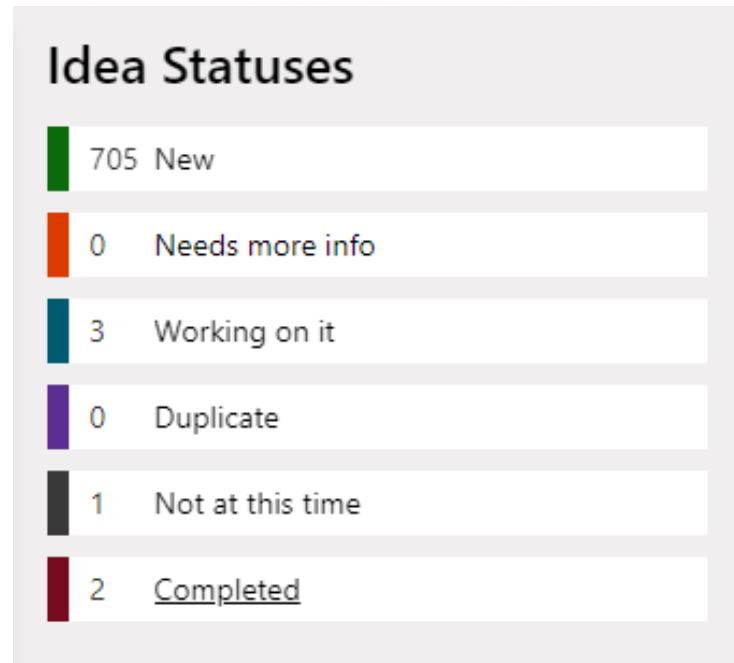 Idea Statuses
705 New
0 Needs more info
3 Working on it
0 Duplicate
1 Not at this time
2 Completed